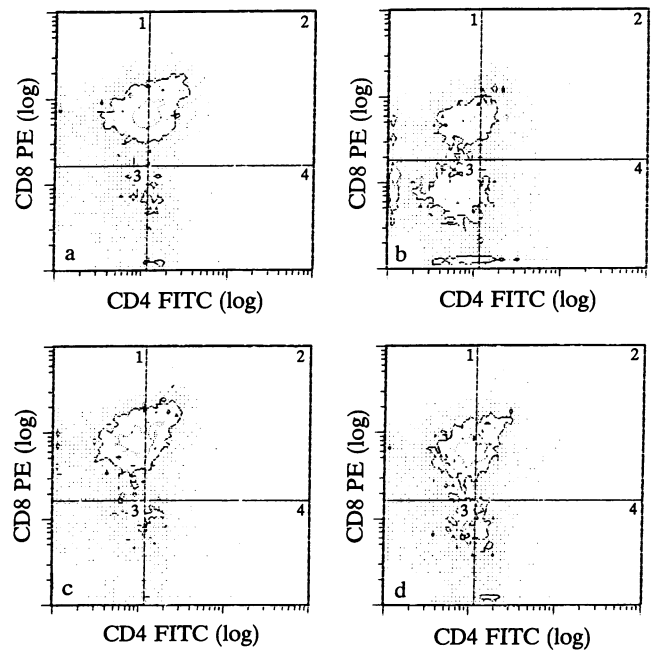 1 2
CD8 PE (log)
3 4
a
CD4 FITC (log)
1 2
CD8 PE (log)
3 4
b
CD4 FITC (log)
1 2
CD8 PE (log)
3 4
c
CD4 FITC (log)
1 2
CD8 PE (log)
3 4
d
CD4 FITC (log)